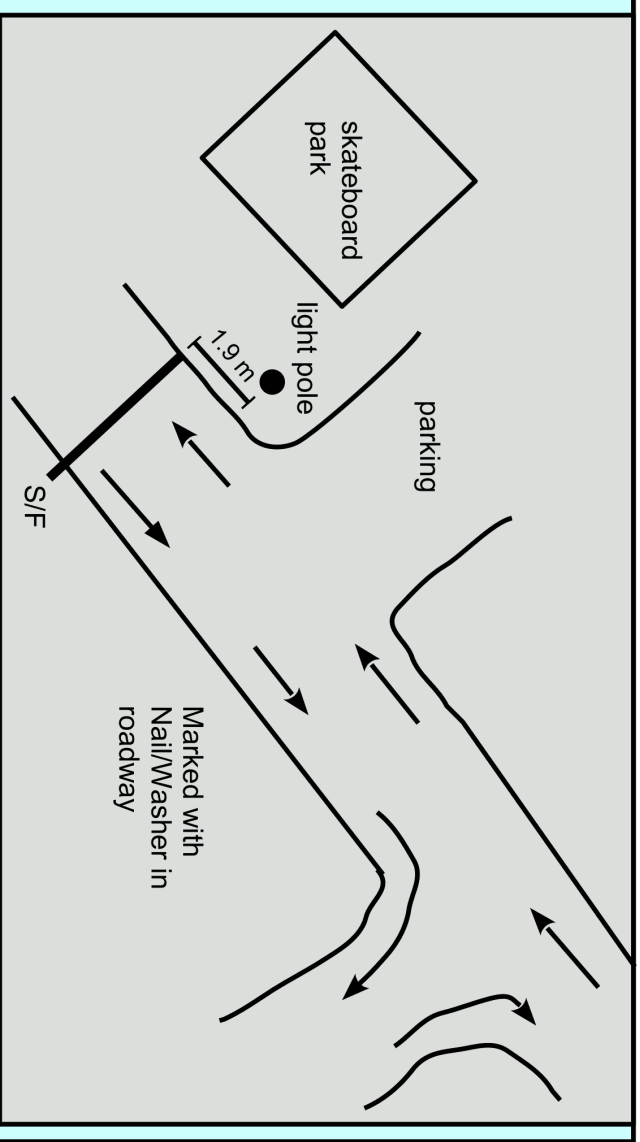 skateboard
park
light pole
1.9 m
parking
S/F
Marked with
Nail/Washer in
roadway